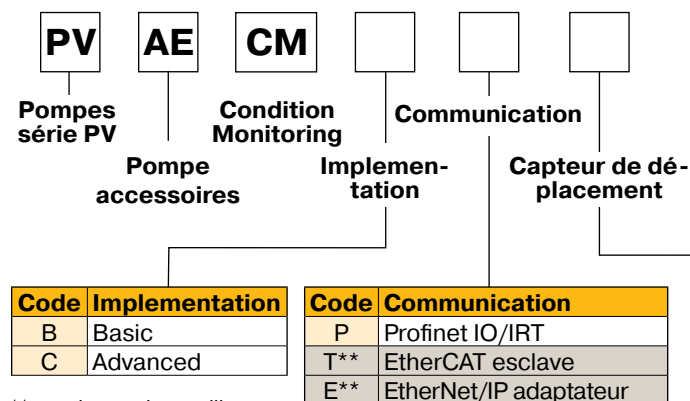 PV AE CM
Pompes série PV
Condition Monitoring
Communication
Pompe accessoires
Implemen-
tation
Capteur de dé-
placement
Code Implementation
B Basic
C Advanced
Code Communication
P Profinet IO/IRT
T** EtherCAT esclave
E** EtherNet/IP adaptateur